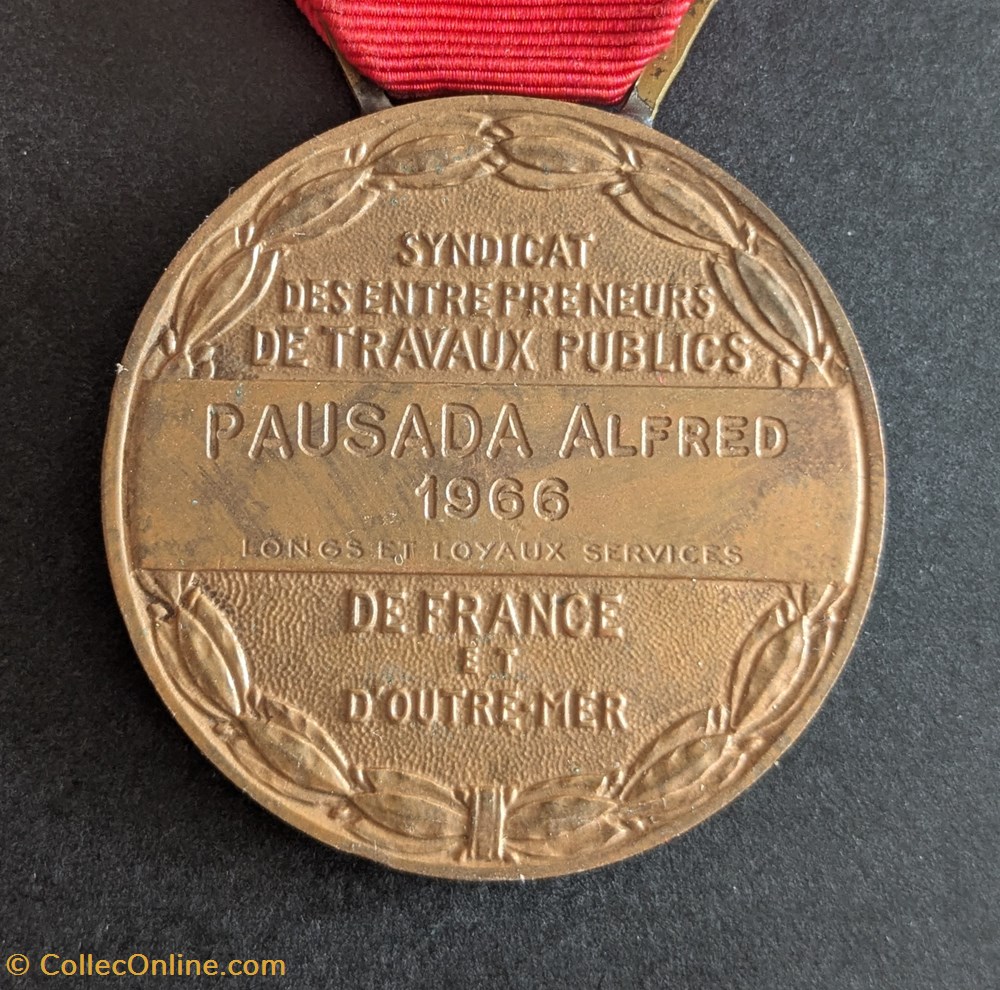 SYNDICAT
DES ENTREPRENEURS
DE TRAVAUX PUBLICS
PAUSADA ALFRED
1966
LONGS ET LOYAUX SERVICES
DE FRANCE
ET
D'OUTRE-MER
© CollecOnline.com